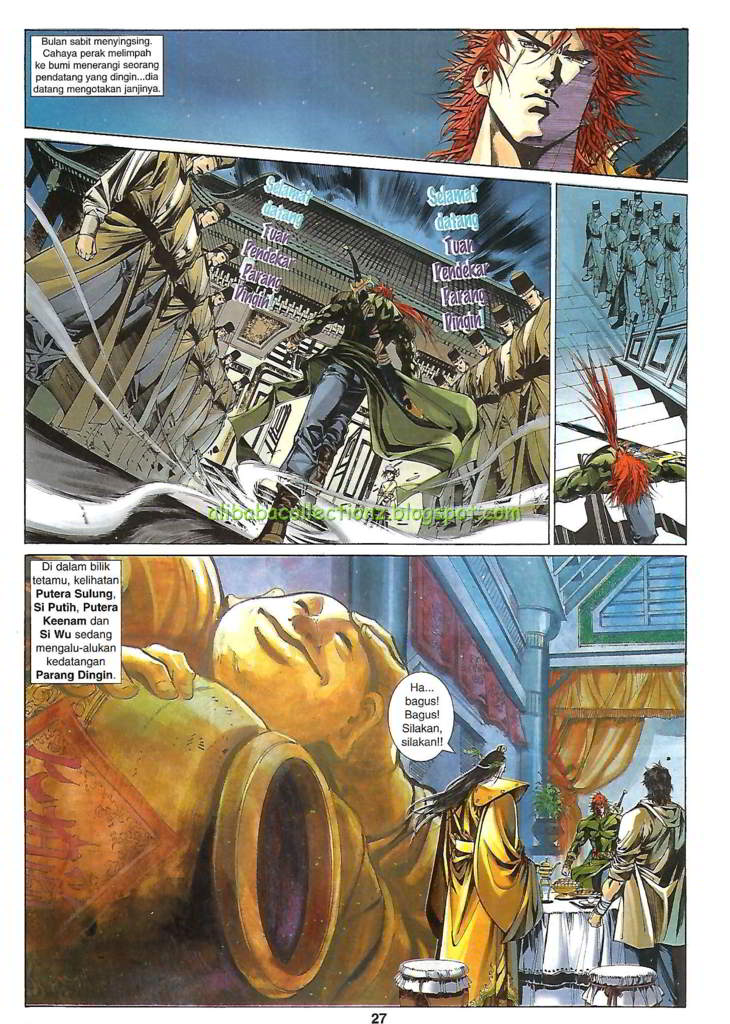 Bulan sabit menyingsing.
Cahaya perak melimpah
ke bumi menerangi seorang
pendatang yang dingin...dia
datang mengotakan janjinya.
Selamat
datang
Tuan
Pendekar
Parang
Dingin
Selamat
datang
Tuan
Pendekar
Parang
Dingin
alibabacollectionz.blogspot.com
Di dalam bilik
tetamu, kelihatan
Putera Sulung,
Si Putih, Putera
Keenam dan
Si Wu sedang
mengalu-alukan
kedatangan
Parang Dingin.
Ha...
bagus!
Bagus!
Silakan,
silakan!!
27